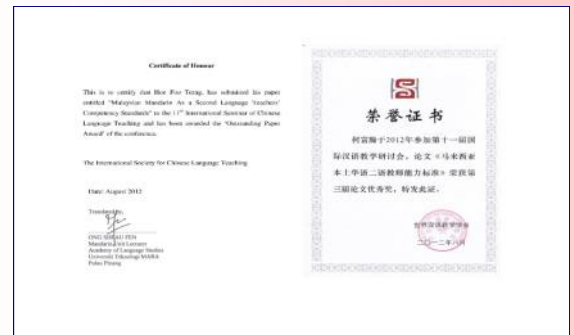 Certificate of Honour
This is to certify that Hoe Foo Terng, has submitted his paper
entitled "Malaysian Mandarin As a Second Language Teachers'
Competency Standards" to the 11th International Seminar of Chinese
Language Teaching and has been awarded the 'Outstanding Paper
Award' of the conference.
The International Society for Chinese Language Teaching
Date: August 2012
Translated by,
ONG SHEAU FEN
Mandarin Unit Lecturer
Academy of Language Studies
Universiti Teknologi MARA
Pulau Pinang
荣誉证书
何富腾于2012年参加第十一届国
际汉语教学研讨会，论文《马来西亚
本土华语二语教师能力标准》荣获第
三届论文优秀奖，特发此证。
世界汉语教学学会
二〇一二年八月